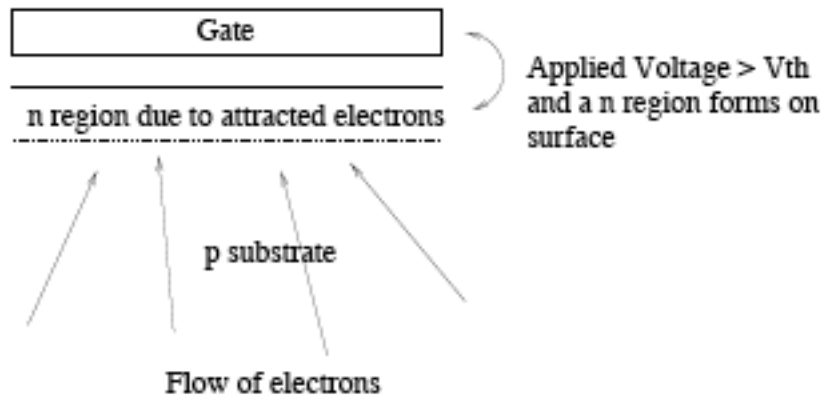 Gate
Applied Voltage > Vth
and a n region forms on
surface
n region due to attracted electrons
p substrate
Flow of electrons